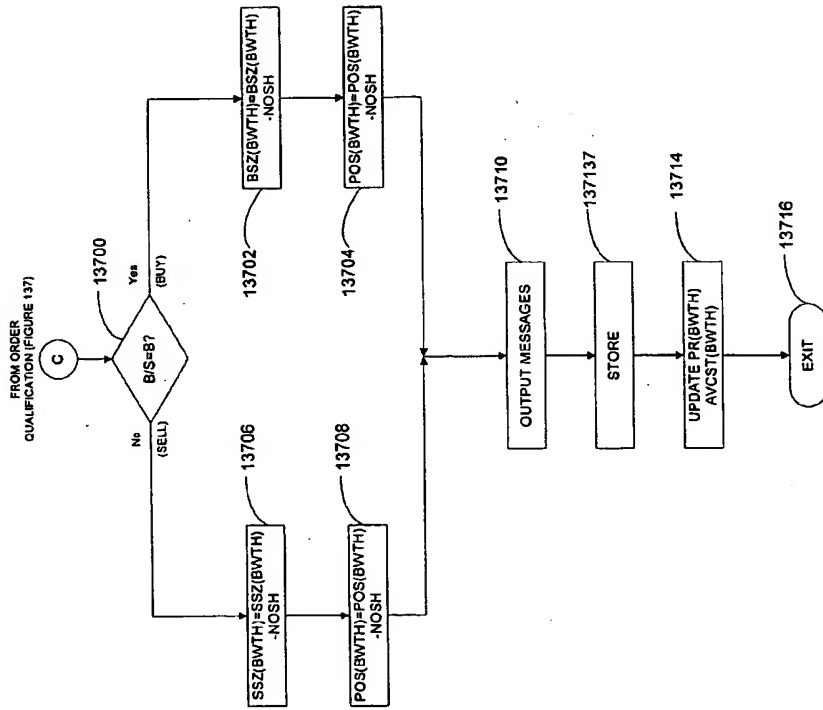 FROM ORDER
QUALIFICATION (FIGURE 137)
C
13700
B/S=B?
No
(SELL)
Yes
(BUY)
SSZ(BWTH)=SSZ(BWTH)
-NOSH
13706
POS(BWTH)=POS(BWTH)
-NOSH
13708
BSZ(BWTH)=BSZ(BWTH)
-NOSH
13702
POS(BWTH)=POS(BWTH)
-NOSH
13704
OUTPUT MESSAGES
13710
STORE
137137
UPDATE PR(BWTH)
AVCST(BWTH)
13714
EXIT
13716